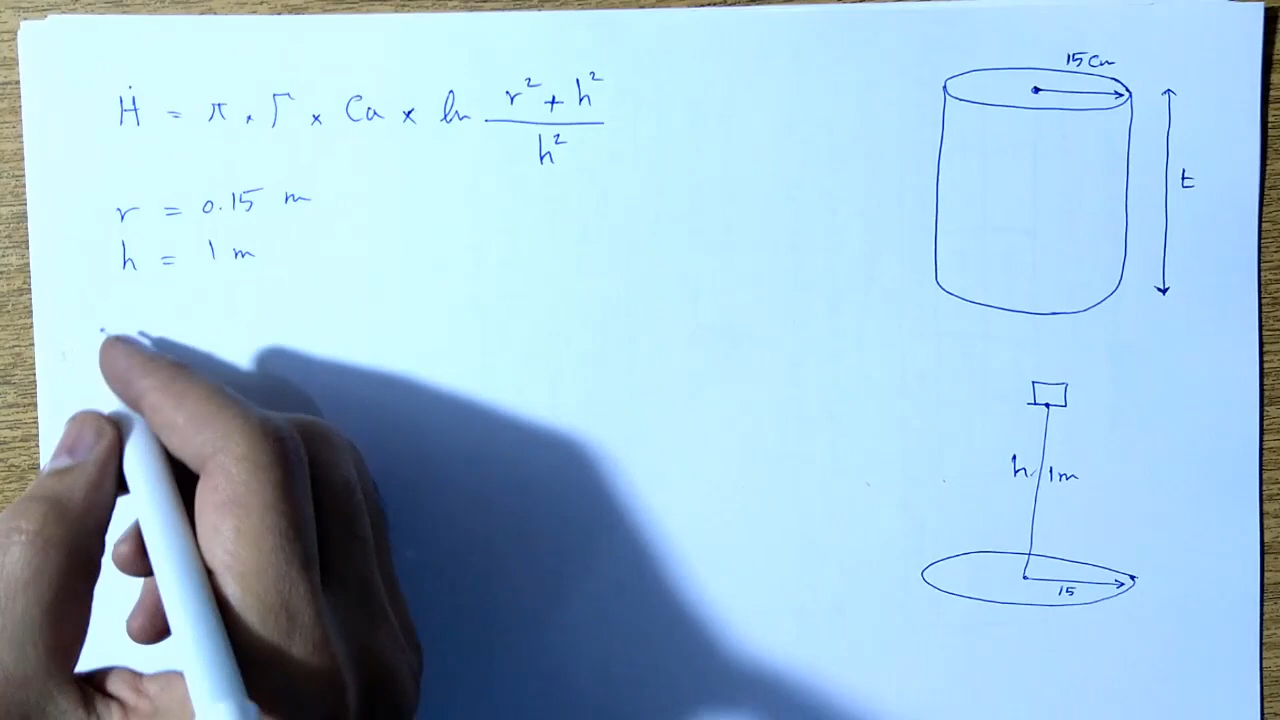 Ḣ = π × Γ × Ca × ln (r² + h²) / h²
r = 0.15 m
h = 1 m
15 cm
t
h 1m
15